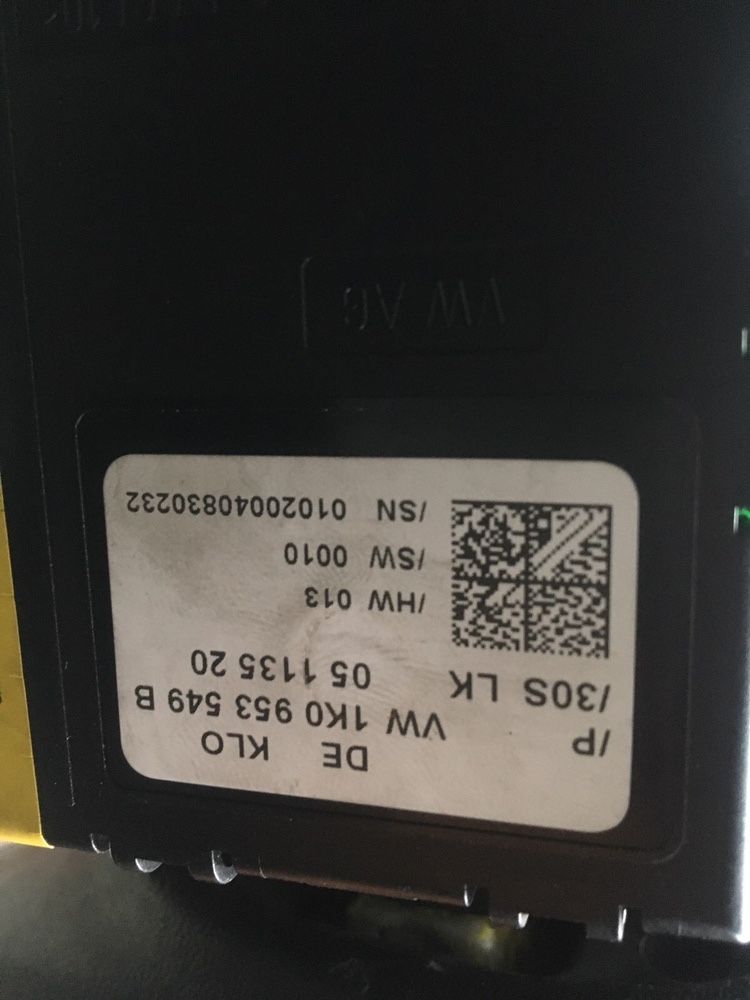 DE KLO
/P VW 1K0 953 549 B
/30S LK 05 1135 20
/HW 013
/SW 0010
/SN 01020040830232
VW AG